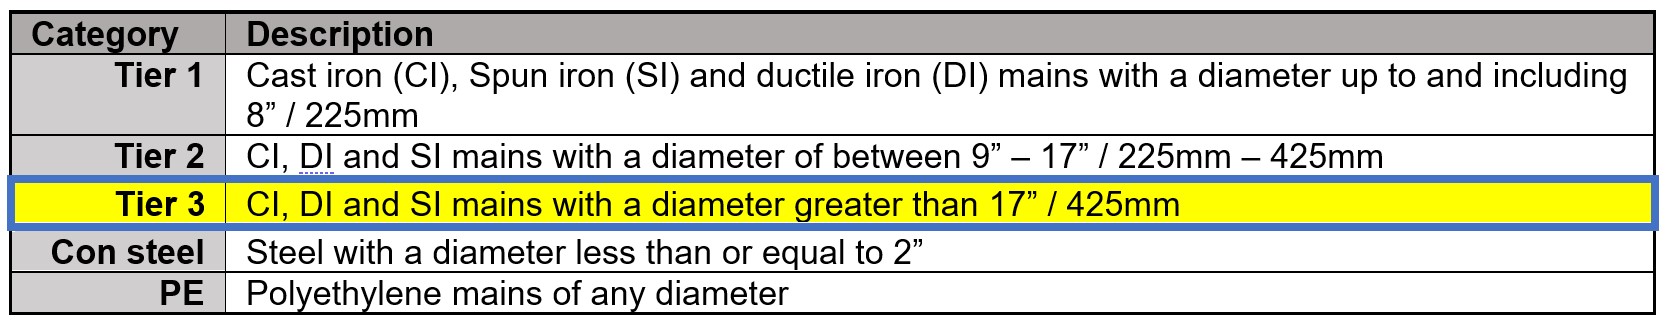 Category Description
Tier 1 Cast iron (CI), Spun iron (SI) and ductile iron (DI) mains with a diameter up to and including
8” / 225mm
Tier 2 CI, DI and SI mains with a diameter of between 9” – 17” / 225mm – 425mm
Tier 3 CI, DI and SI mains with a diameter greater than 17” / 425mm
Con steel Steel with a diameter less than or equal to 2”
PE Polyethylene mains of any diameter